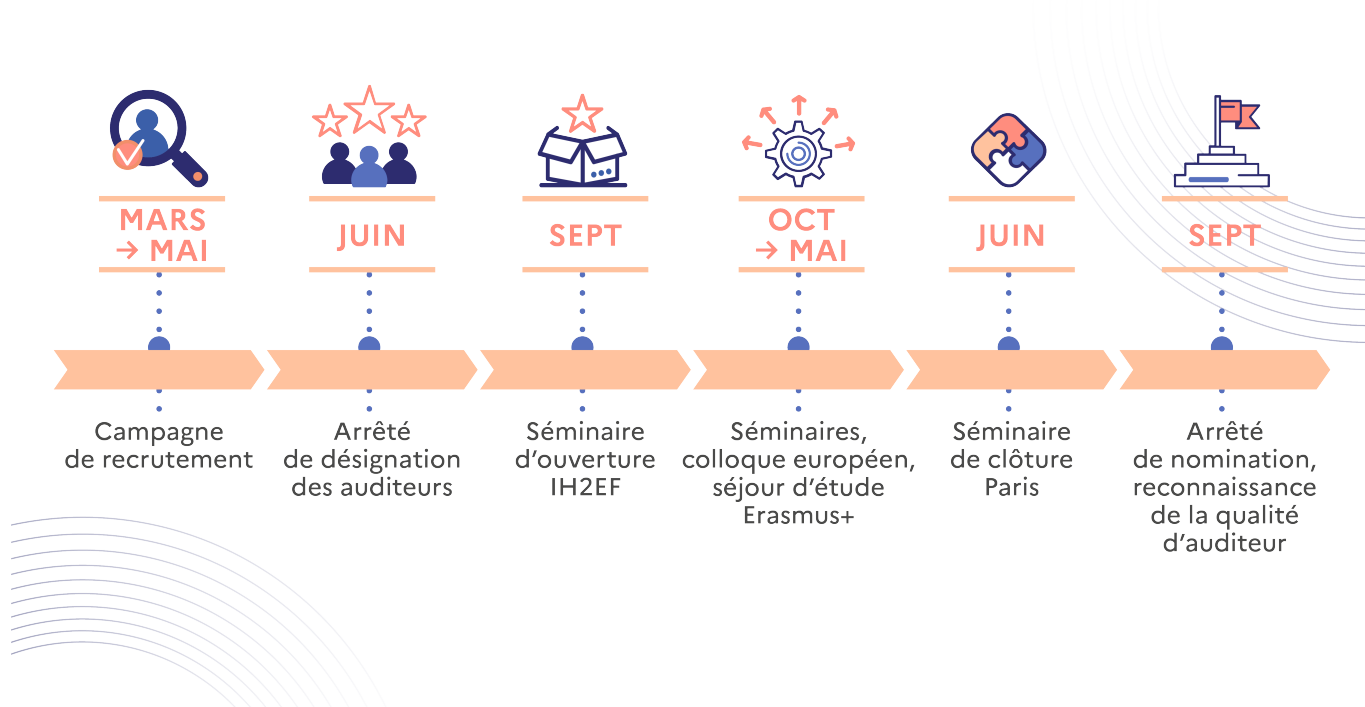 MARS
→ MAI
JUIN
SEPT
OCT
→ MAI
JUIN
SEPT
Campagne
de recrutement
Arrêté
de désignation
des auditeurs
Séminaire
d’ouverture
IH2EF
Séminaires,
colloque européen,
séjour d’étude
Erasmus+
Séminaire
de clôture
Paris
Arrêté
de nomination,
reconnaissance
de la qualité
d’auditeur